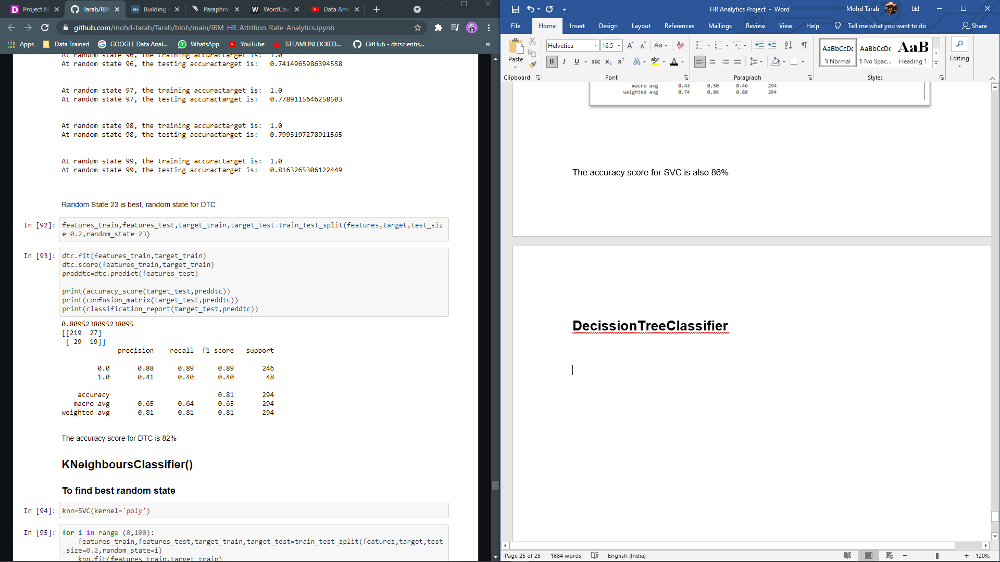 Project M
Tarab/IBM
Building a
Paraphras
WordCou
Data Anal
github.com/mohd-tarab/Tarab/blob/main/IBM_HR_Attrition_Rate_Analytics.ipynb
Apps
Data Trained
GOOGLE Data Anal...
WhatsApp
YouTube
STEAMUNLOCKED...
GitHub - dsrscientis...
»
At random state 96, the training accuractarget is:  1.0
At random state 96, the testing accuractarget is:   0.7414965986394558
At random state 97, the training accuractarget is:  1.0
At random state 97, the testing accuractarget is:   0.7789115646258503
At random state 98, the training accuractarget is:  1.0
At random state 98, the testing accuractarget is:   0.7993197278911565
At random state 99, the training accuractarget is:  1.0
At random state 99, the testing accuractarget is:   0.8163265306122449
Random State 23 is best, random state for DTC
In [92]: features_train,features_test,target_train,target_test=train_test_split(features,target,test_siz
e=0.2,random_state=23)
In [93]: dtc.fit(features_train,target_train)
dtc.score(features_train,target_train)
preddtc=dtc.predict(features_test)
print(accuracy_score(target_test,preddtc))
print(confusion_matrix(target_test,preddtc))
print(classification_report(target_test,preddtc))
0.8095238095238095
[[219  27]
[ 29  19]]
precision    recall  f1-score   support
0.0       0.88      0.89      0.89       246
1.0       0.41      0.40      0.40        48
accuracy                           0.81       294
macro avg       0.65      0.64      0.65       294
weighted avg       0.81      0.81      0.81       294
The accuracy score for DTC is 82%
KNeighboursClassifier()
To find best random state
In [94]: knn=SVC(kernel='poly')
In [95]: for i in range (0,100):
features_train,features_test,target_train,target_test=train_test_split(features,target,test
_size=0.2,random_state=i)
knn.fit(features_train,target_train)
HR Analytics Project - Word
Mohd Tarab
File Home Insert Design Layout References Mailings Review View Help Tell me what you want to do Share
Paste
Helvetica
16.5
A A Aa
B I U abc x₂ x² A ab A
AaBbCcDc AaBbCcDc AaB
¶ Normal ¶ No Spac... Heading 1
Editing
Clipboard Font Paragraph Styles
macro avg 0.43 0.50 0.46 294
weighted avg 0.74 0.86 0.80 294
The accuracy score for SVC is also 86%
DecissionTreeClassifier
Page 25 of 25 1684 words English (India) 120%